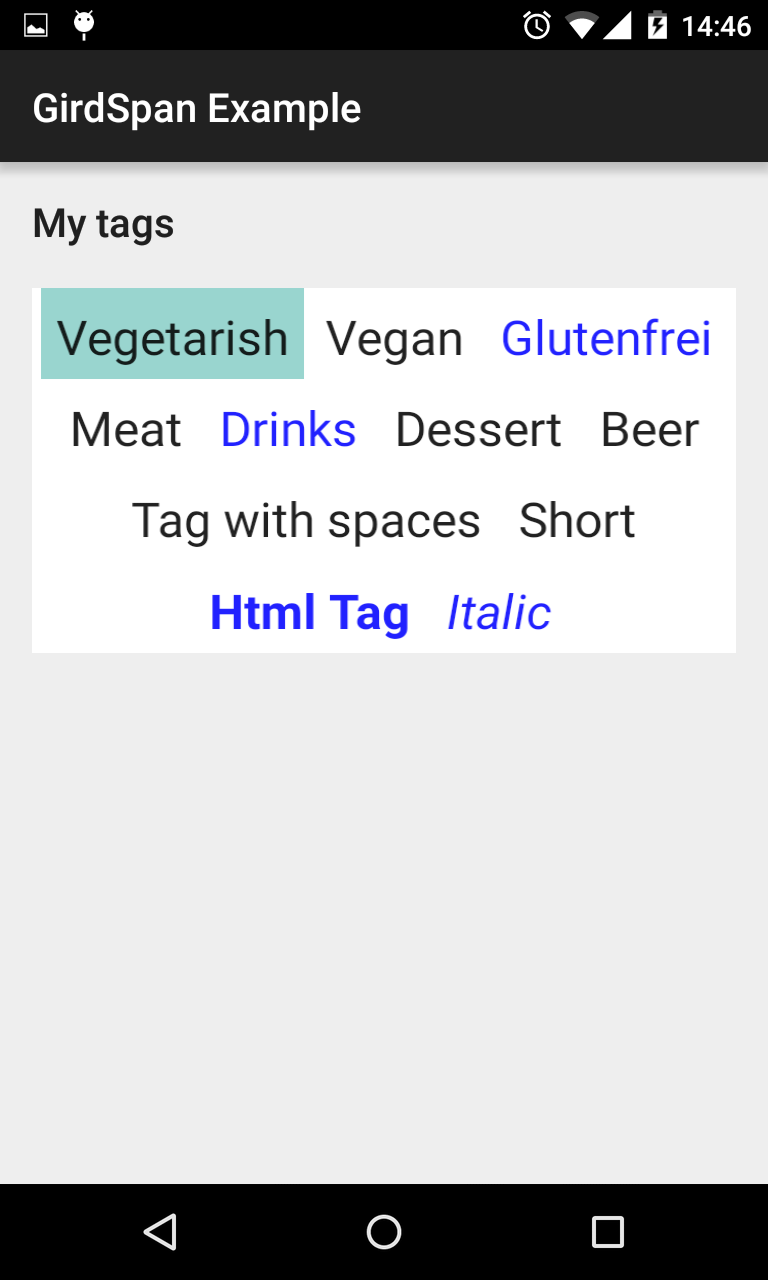 14:46
GirdSpan Example
My tags
Vegetarish Vegan Glutenfrei
Meat Drinks Dessert Beer
Tag with spaces Short
Html Tag Italic